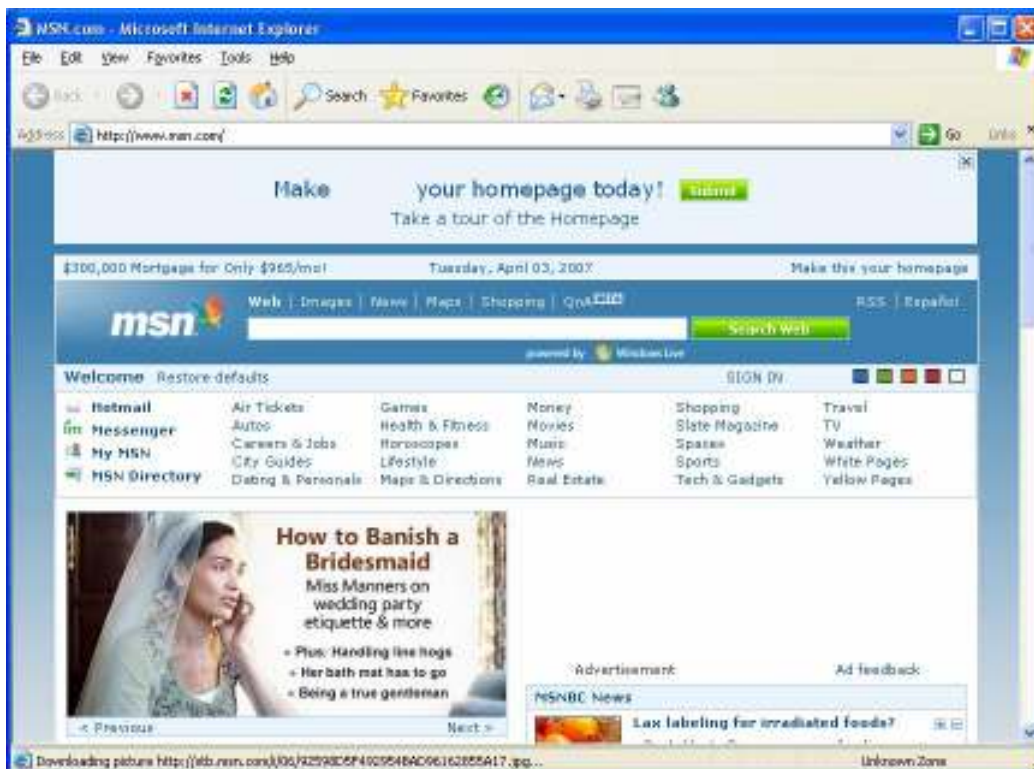 MSN.com - Microsoft Internet Explorer
File Edit View Favorites Tools Help
Back Search Favorites
Address http://www.msn.com/ Go Links
Make your homepage today! Submit
Take a tour of the Homepage
$300,000 Mortgage for Only $965/mo! Tuesday, April 03, 2007 Make this your homepage
msn Web | Images | News | Maps | Shopping | QnA RSS | Español
Search Web
powered by Windows Live
Welcome Restore defaults SIGN IN
Hotmail Air Tickets Games Money Shopping Travel
Messenger Autos Health & Fitness Movies Slate Magazine TV
My MSN Careers & Jobs Horoscopes Music Spaces Weather
MSN Directory City Guides Lifestyle News Sports White Pages
Dating & Personals Maps & Directions Real Estate Tech & Gadgets Yellow Pages
How to Banish a
Bridesmaid
Miss Manners on
wedding party
etiquette & more
Plus: Handling line hogs
Her bath mat has to go
Being a true gentleman
< Previous Next >
Advertisement Ad feedback
MSNBC News
Lax labeling for irradiated foods?
Downloading picture Unknown Zone